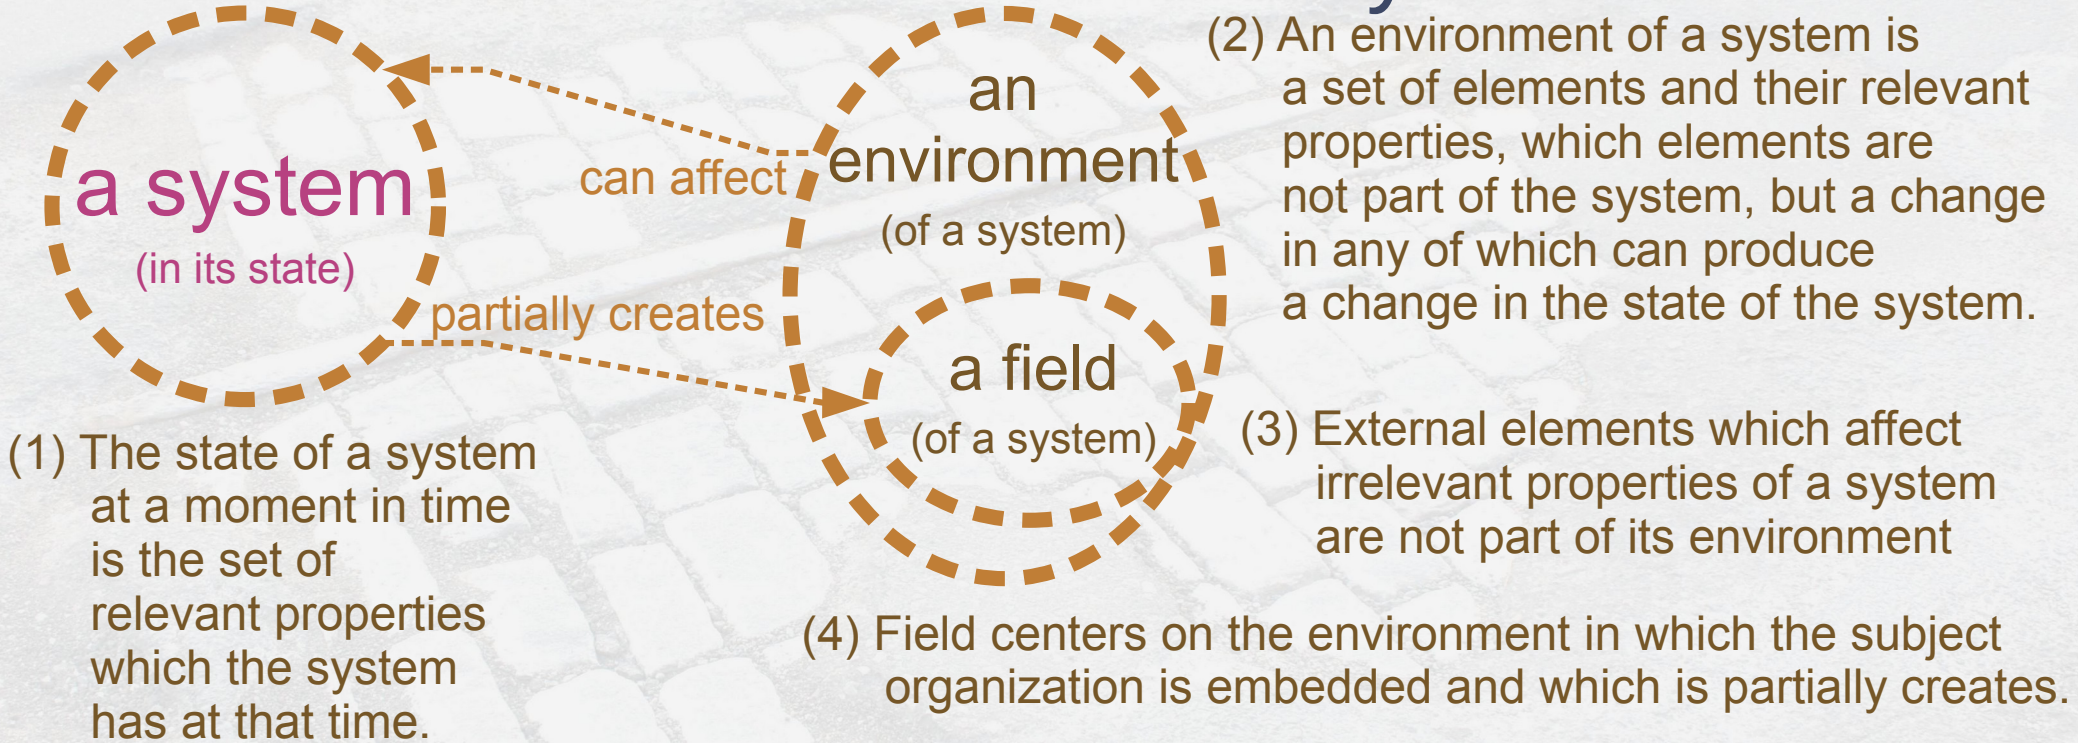 a system
(in its state)
can affect
partially creates
an
environment
(of a system)
a field
(of a system)
(1) The state of a system
at a moment in time
is the set of
relevant properties
which the system
has at that time.
(2) An environment of a system is
a set of elements and their relevant
properties, which elements are
not part of the system, but a change
in any of which can produce
a change in the state of the system.
(3) External elements which affect
irrelevant properties of a system
are not part of its environment
(4) Field centers on the environment in which the subject
organization is embedded and which is partially creates.